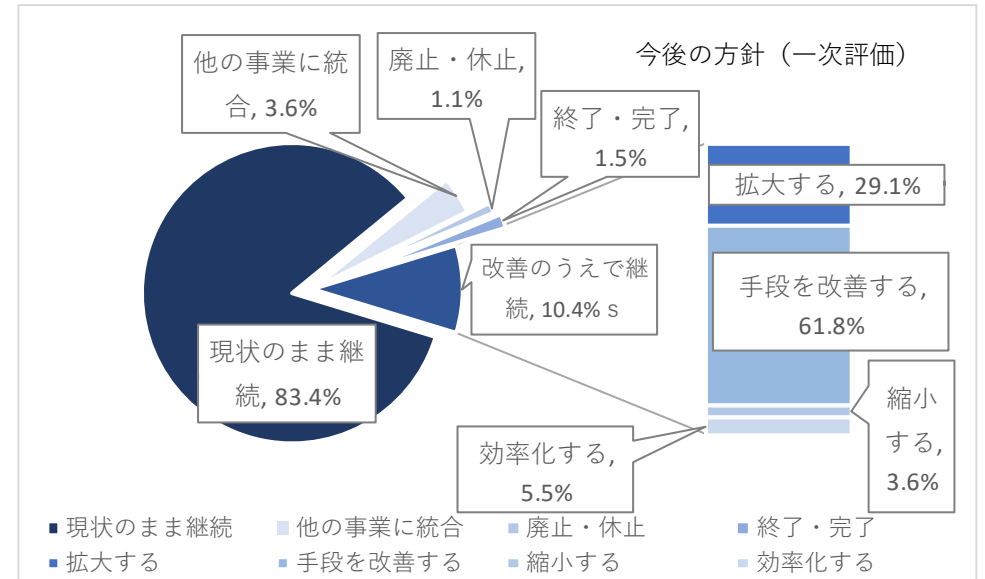 今後の方針（一次評価）
他の事業に統
合, 3.6%
廃止・休止,
1.1%
終了・完了,
1.5%
拡大する, 29.1%
改善のうえで継
続, 10.4% s
手段を改善する,
61.8%
現状のまま継
続, 83.4%
縮小
する,
3.6%
効率化する,
5.5%
現状のまま継続 他の事業に統合 廃止・休止 終了・完了
拡大する 手段を改善する 縮小する 効率化する